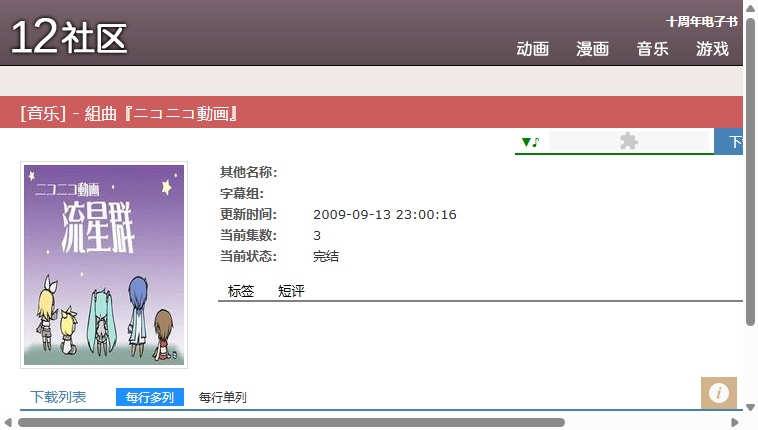 十周年电子书
12社区
动画 漫画 音乐 游戏
[音乐] - 組曲『ニコニコ動画』
▼♪
ニコニコ動画
流星群
其他名称:
字幕组:
更新时间: 2009-09-13 23:00:16
当前集数: 3
当前状态: 完结
标签 短评
下载列表 每行多列 每行单列